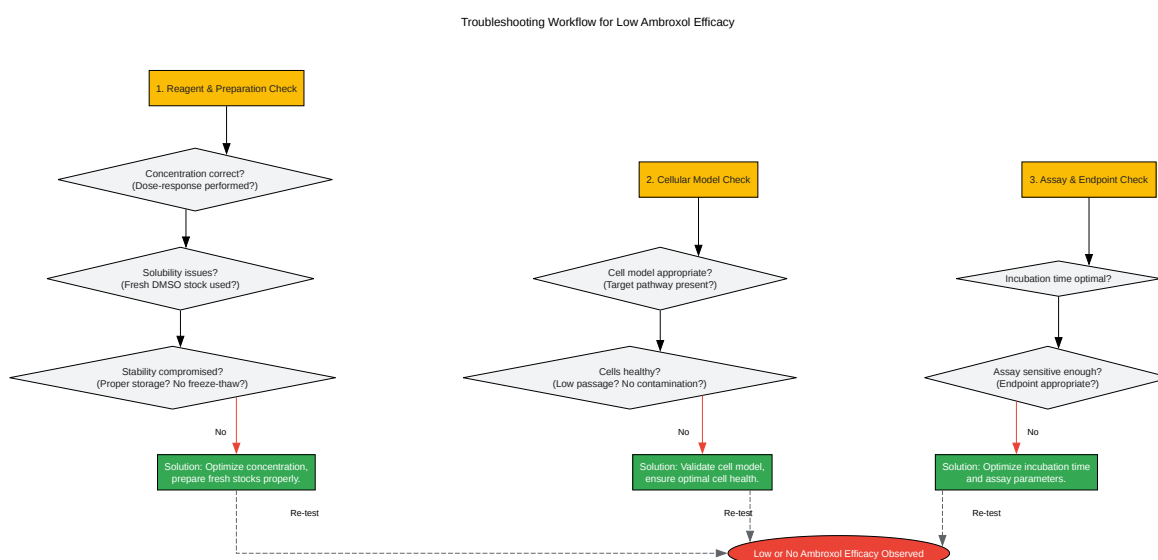 Troubleshooting Workflow for Low Ambroxol Efficacy
1. Reagent & Preparation Check
Concentration correct?
(Dose-response performed?)
Solubility issues?
(Fresh DMSO stock used?)
Stability compromised?
(Proper storage? No freeze-thaw?)
No
Solution: Optimize concentration,
prepare fresh stocks properly.
Re-test
2. Cellular Model Check
Cell model appropriate?
(Target pathway present?)
Cells healthy?
(Low passage? No contamination?)
No
Solution: Validate cell model,
ensure optimal cell health.
Re-test
3. Assay & Endpoint Check
Incubation time optimal?
Assay sensitive enough?
(Endpoint appropriate?)
No
Solution: Optimize incubation time
and assay parameters.
Re-test
Low or No Ambroxol Efficacy Observed